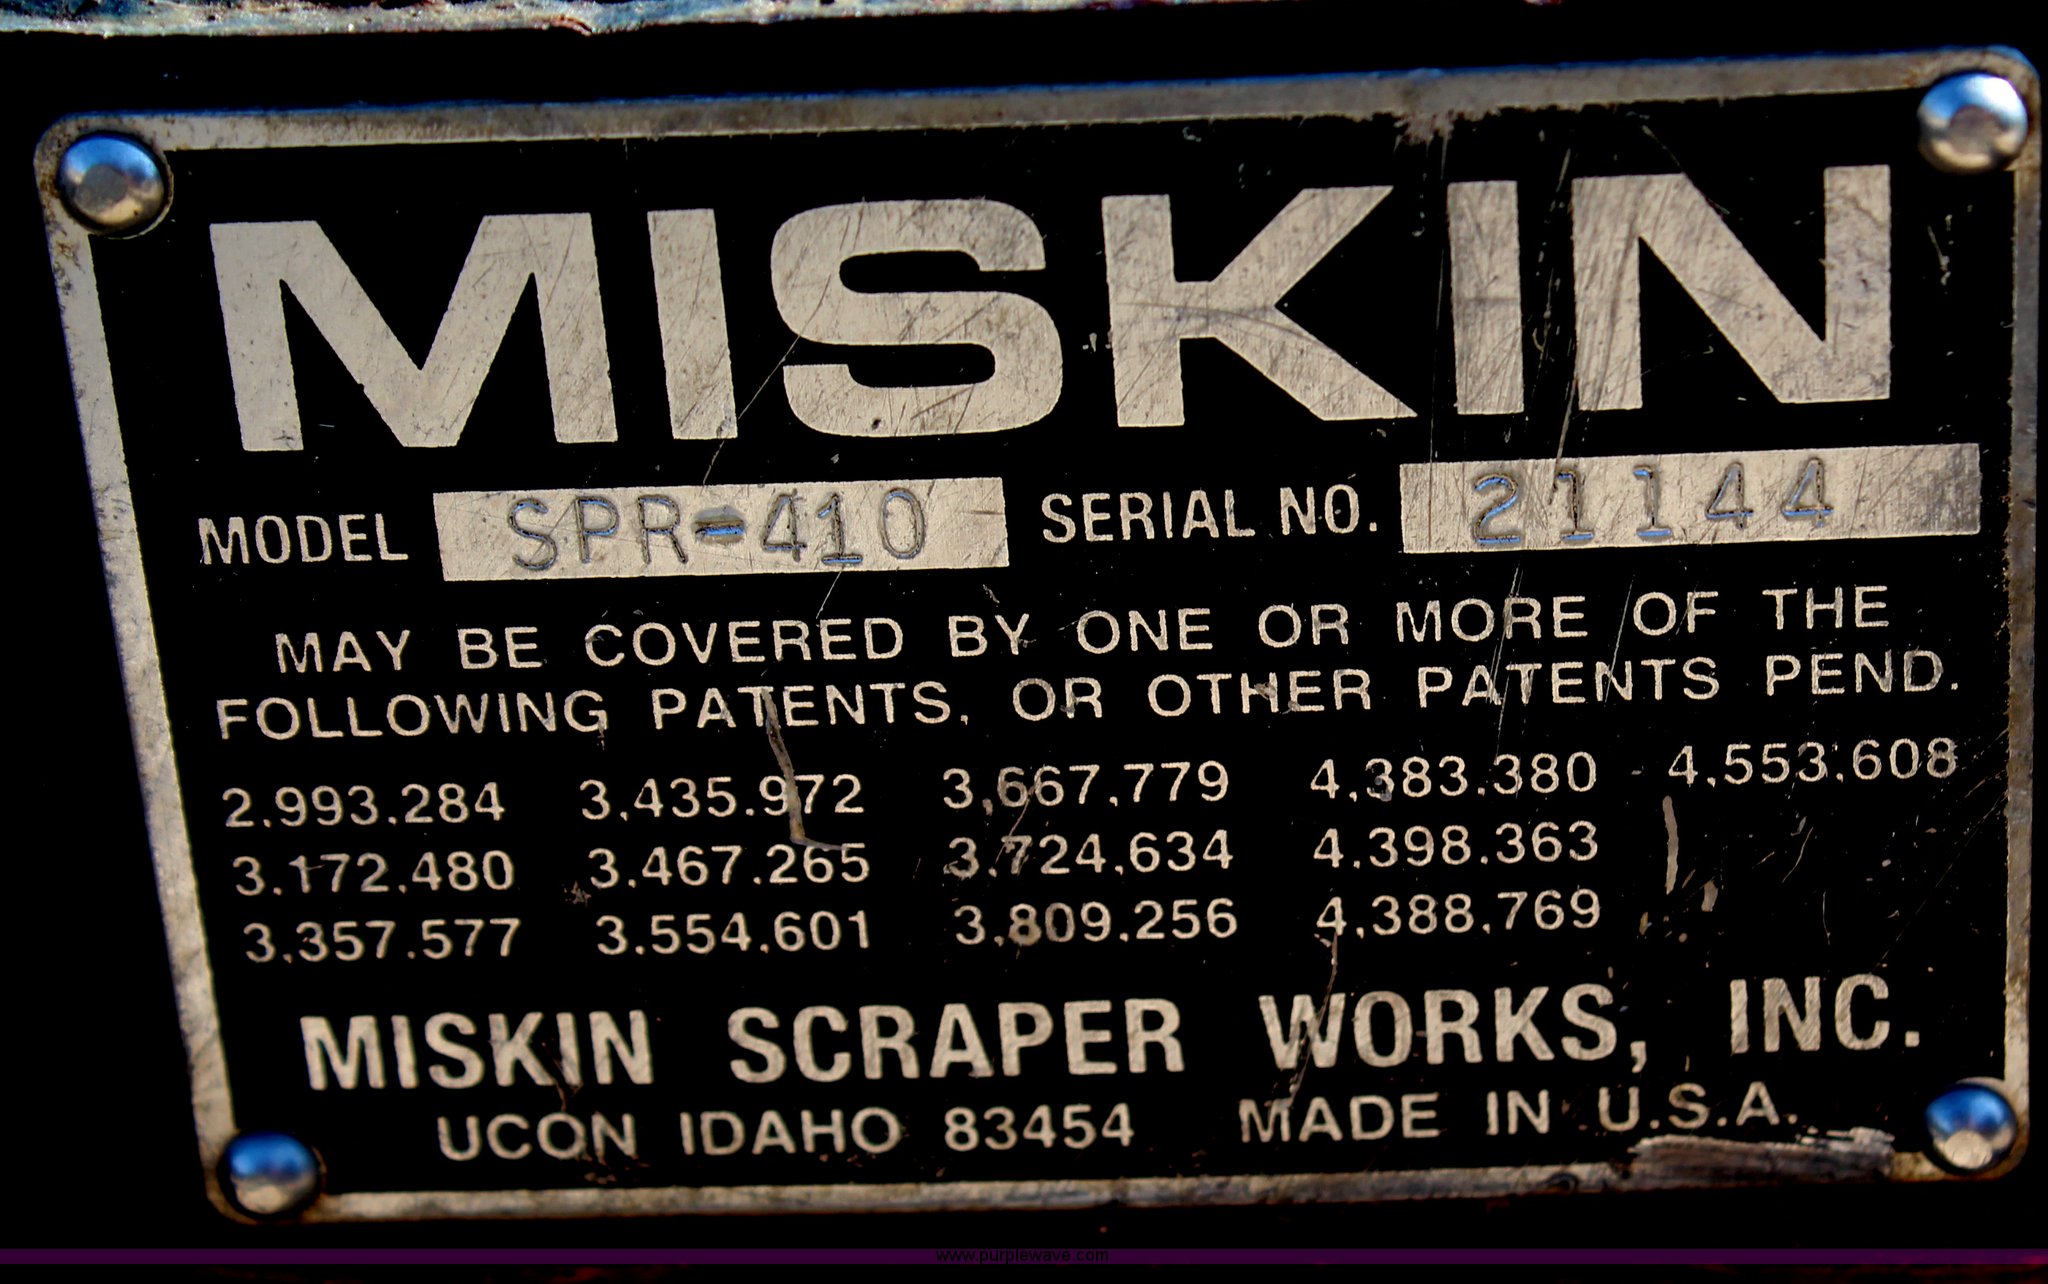 MISKIN
MODEL SPR-410 SERIAL NO. 21144
MAY BE COVERED BY ONE OR MORE OF THE
FOLLOWING PATENTS, OR OTHER PATENTS PEND.
2,993,284 3,435,972 3,667,779 4,383,380 4,553,608
3,172,480 3,467,265 3,724,634 4,398,363
3,357,577 3,554,601 3,809,256 4,388,769
MISKIN SCRAPER WORKS, INC.
UCON IDAHO 83454 MADE IN U.S.A.
www.purplewave.com